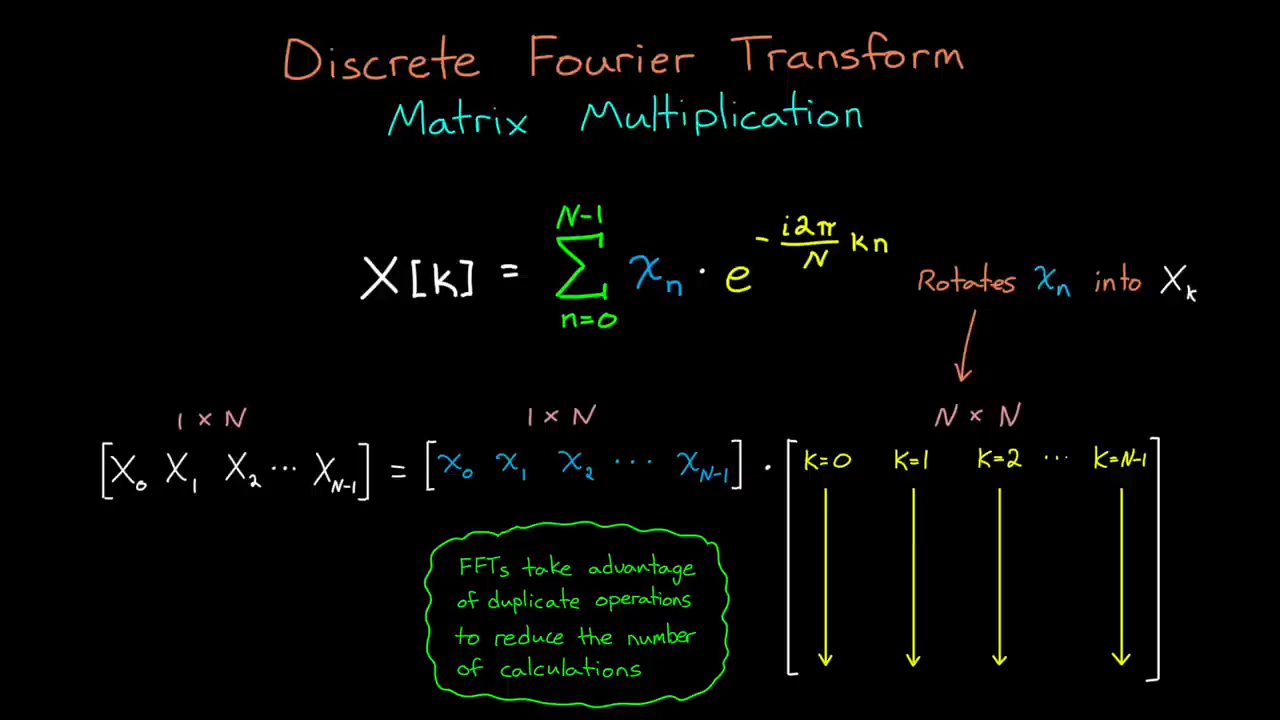 Discrete Fourier Transform
Matrix Multiplication
X[k] = \sum_{n=0}^{N-1} x_n · e^{-\frac{i2π}{N} kn}
Rotates x_n into X_k
1 × N 1 × N N × N
[X_0 X_1 X_2 ··· X_{N-1}] = [x_0 x_1 x_2 ··· x_{N-1}] · [k=0 k=1 k=2 ··· k=N-1]
FFTs take advantage
of duplicate operations
to reduce the number
of calculations